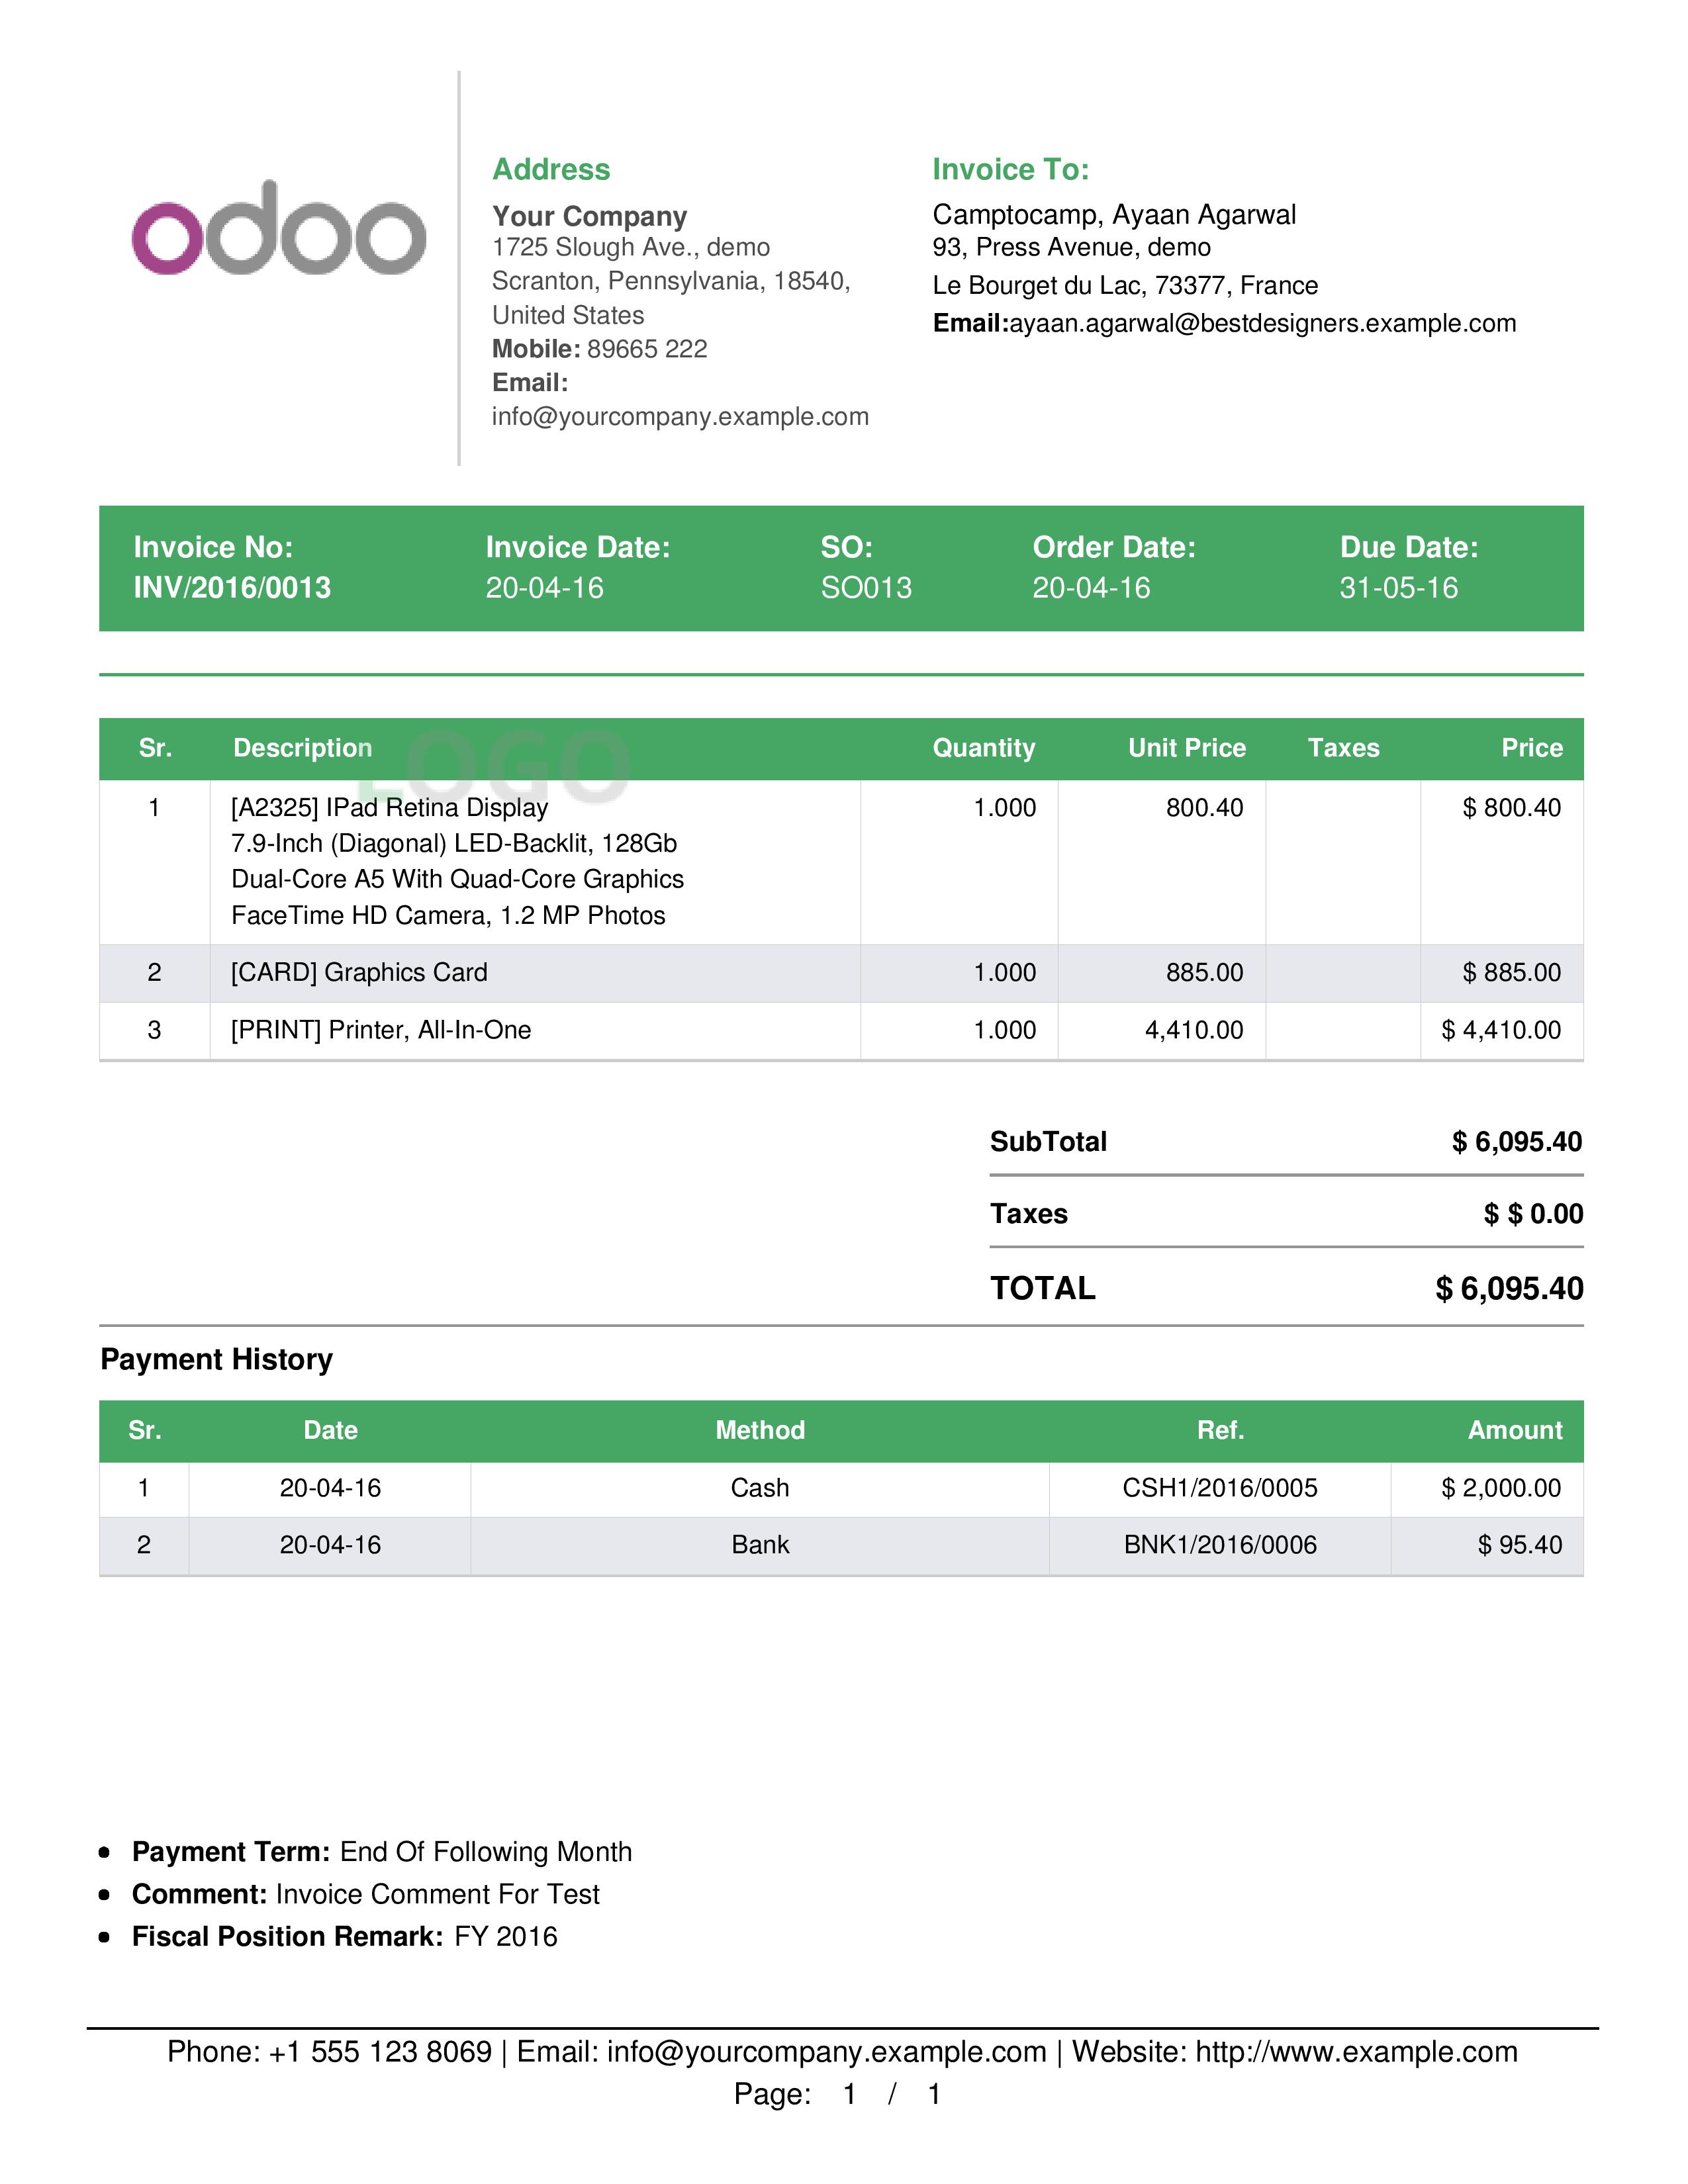 odoo
Address
Your Company
1725 Slough Ave., demo
Scranton, Pennsylvania, 18540,
United States
Mobile: 89665 222
Email:
info@yourcompany.example.com
Invoice To:
Camptocamp, Ayaan Agarwal
93, Press Avenue, demo
Le Bourget du Lac, 73377, France
Email:ayaan.agarwal@bestdesigners.example.com
Invoice No: Invoice Date: SO: Order Date: Due Date:
INV/2016/0013 20-04-16 SO013 20-04-16 31-05-16
LOGO
Sr. Description Quantity Unit Price Taxes Price
1 [A2325] IPad Retina Display 1.000 800.40 $ 800.40
7.9-Inch (Diagonal) LED-Backlit, 128Gb
Dual-Core A5 With Quad-Core Graphics
FaceTime HD Camera, 1.2 MP Photos
2 [CARD] Graphics Card 1.000 885.00 $ 885.00
3 [PRINT] Printer, All-In-One 1.000 4,410.00 $ 4,410.00
SubTotal $ 6,095.40
Taxes $ $ 0.00
TOTAL $ 6,095.40
Payment History
Sr. Date Method Ref. Amount
1 20-04-16 Cash CSH1/2016/0005 $ 2,000.00
2 20-04-16 Bank BNK1/2016/0006 $ 95.40
• Payment Term: End Of Following Month
• Comment: Invoice Comment For Test
• Fiscal Position Remark: FY 2016
Phone: +1 555 123 8069 | Email: info@yourcompany.example.com | Website: http://www.example.com
Page: 1 / 1